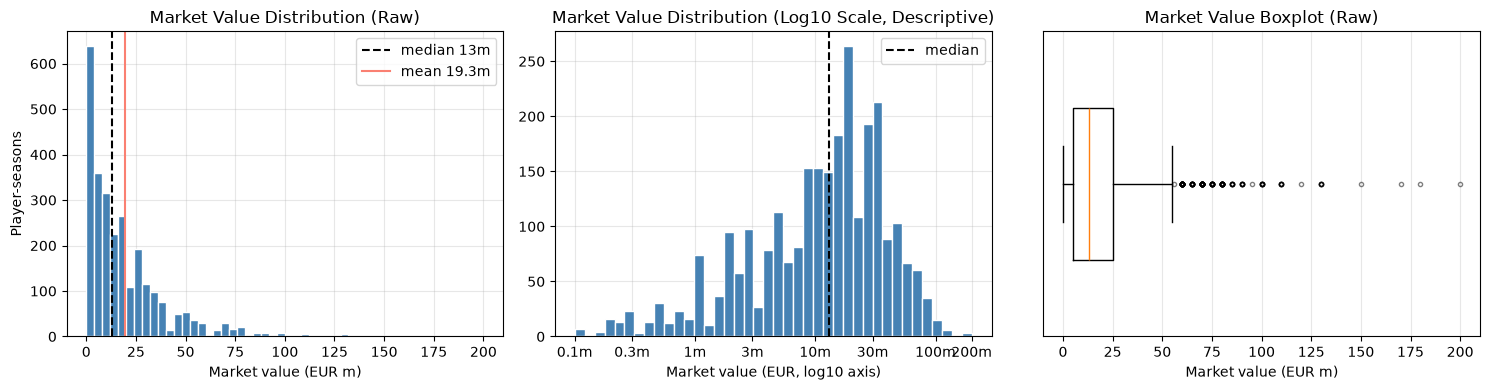 Market Value Distribution (Raw)
median 13m
mean 19.3m
Player-seasons
600
500
400
300
200
100
0
0 25 50 75 100 125 150 175 200
Market value (EUR m)
Market Value Distribution (Log10 Scale, Descriptive)
median
250
200
150
100
50
0
0.1m 0.3m 1m 3m 10m 30m 100m 200m
Market value (EUR, log10 axis)
Market Value Boxplot (Raw)
0 25 50 75 100 125 150 175 200
Market value (EUR m)